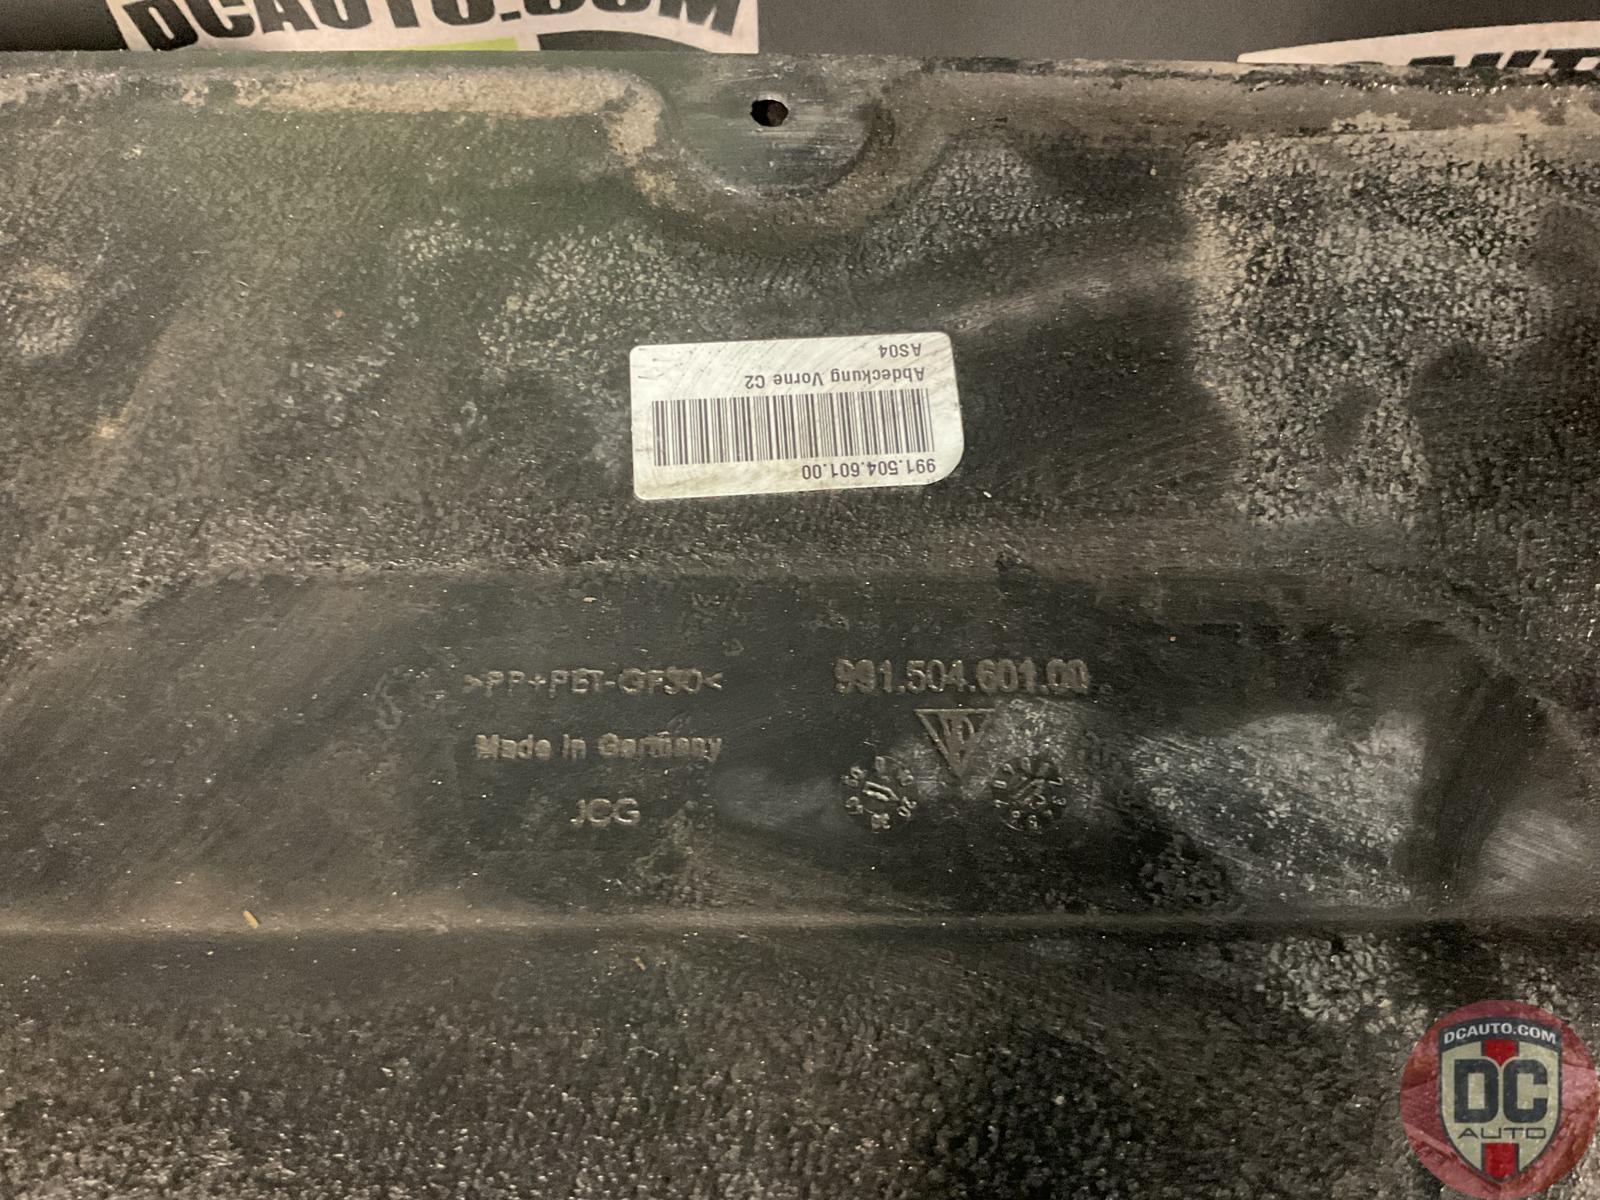 DCAUTO.COM
AS04
Abdeckung Vorne C2
991.504.601.00
>PP+PET-GF30<
991.504.601.00
Made in Germany
JCG
DCAUTO.COM
DC
AUTO